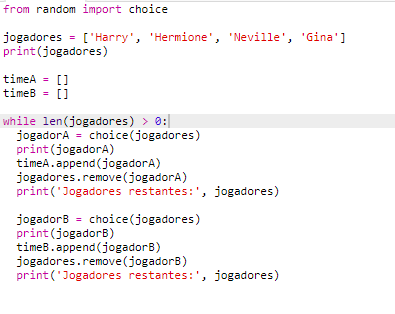 from random import choice
jogadores = ['Harry', 'Hermione', 'Neville', 'Gina']
print(jogadores)
timeA = []
timeB = []
while len(jogadores) > 0:
jogadorA = choice(jogadores)
print(jogadorA)
timeA.append(jogadorA)
jogadores.remove(jogadorA)
print('Jogadores restantes:', jogadores)
jogadorB = choice(jogadores)
print(jogadorB)
timeB.append(jogadorB)
jogadores.remove(jogadorB)
print('Jogadores restantes:', jogadores)